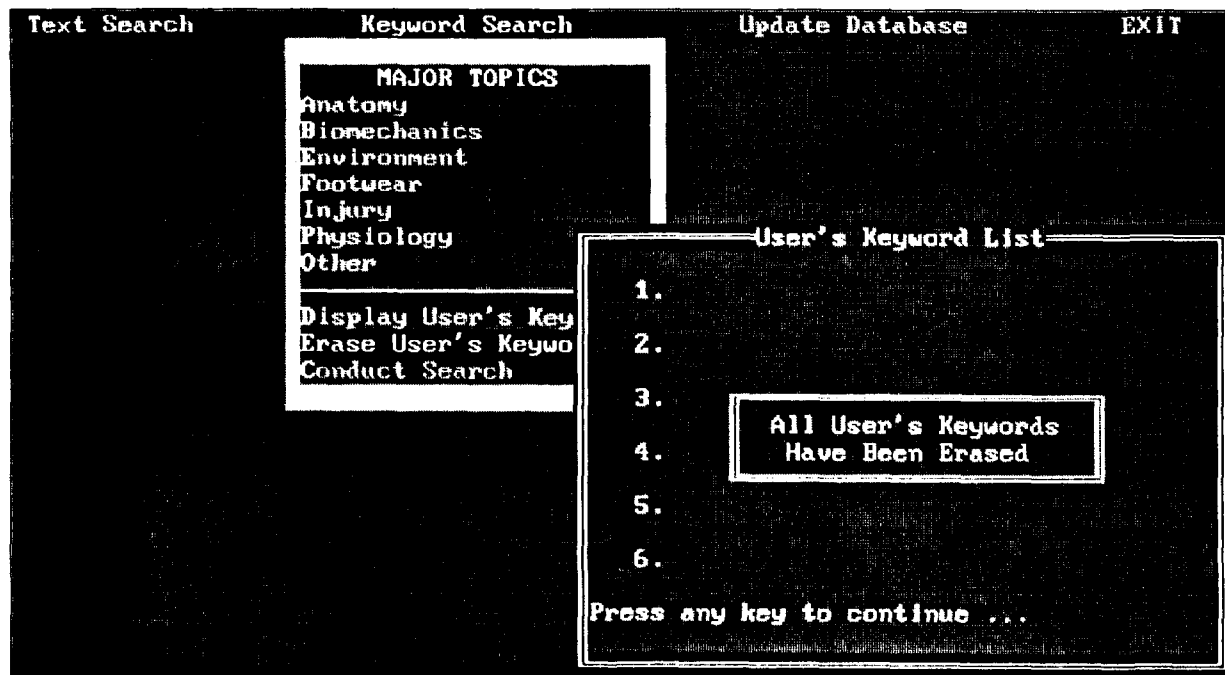 Text Search Keyword Search Update Database EXIT
MAJOR TOPICS
Anatomy
Biomechanics
Environment
Footwear
Injury
Physiology
Other
Display User's Key
Erase User's Keywo
Conduct Search
User's Keyword List
1.
2.
3.
4.
5.
6.
All User's Keywords
Have Been Erased
Press any key to continue ...